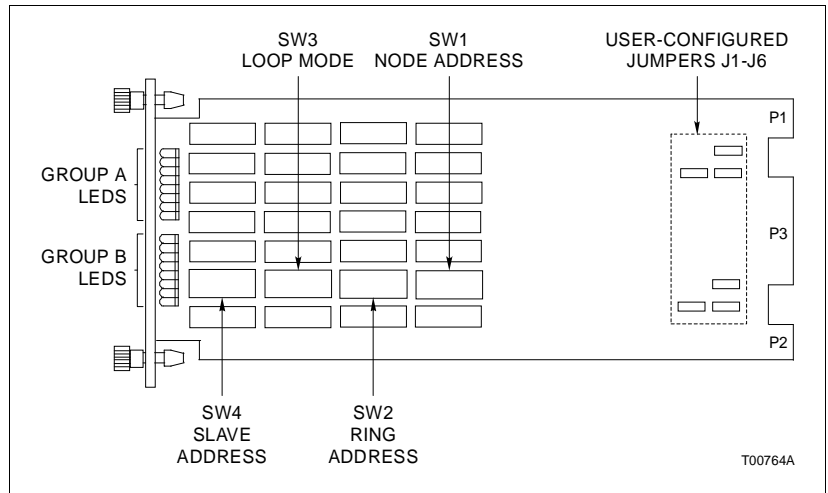 SW3
LOOP MODE
SW1
NODE ADDRESS
USER-CONFIGURED
JUMPERS J1-J6
P1
GROUP A
LEDS
P3
GROUP B
LEDS
P2
SW4
SLAVE
ADDRESS
SW2
RING
ADDRESS
T00764A